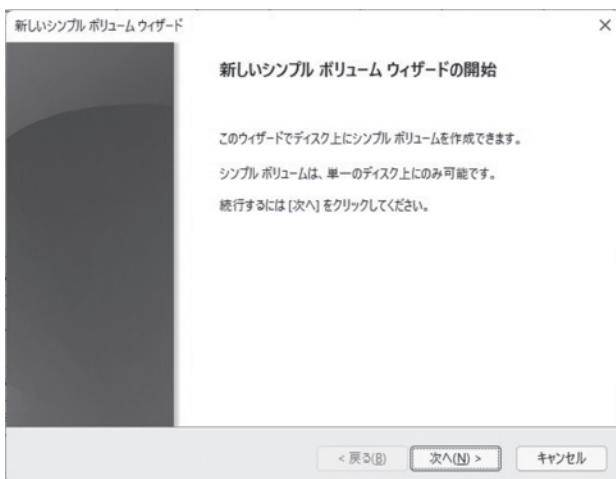 新しいシンプル ボリューム ウィザード
新しいシンプル ボリューム ウィザードの開始
このウィザードでディスク上にシンプル ボリュームを作成できます。
シンプル ボリュームは、単一のディスク上にのみ可能です。
続行するには [次へ] をクリックしてください。
< 戻る(B) 次へ(N) > キャンセル